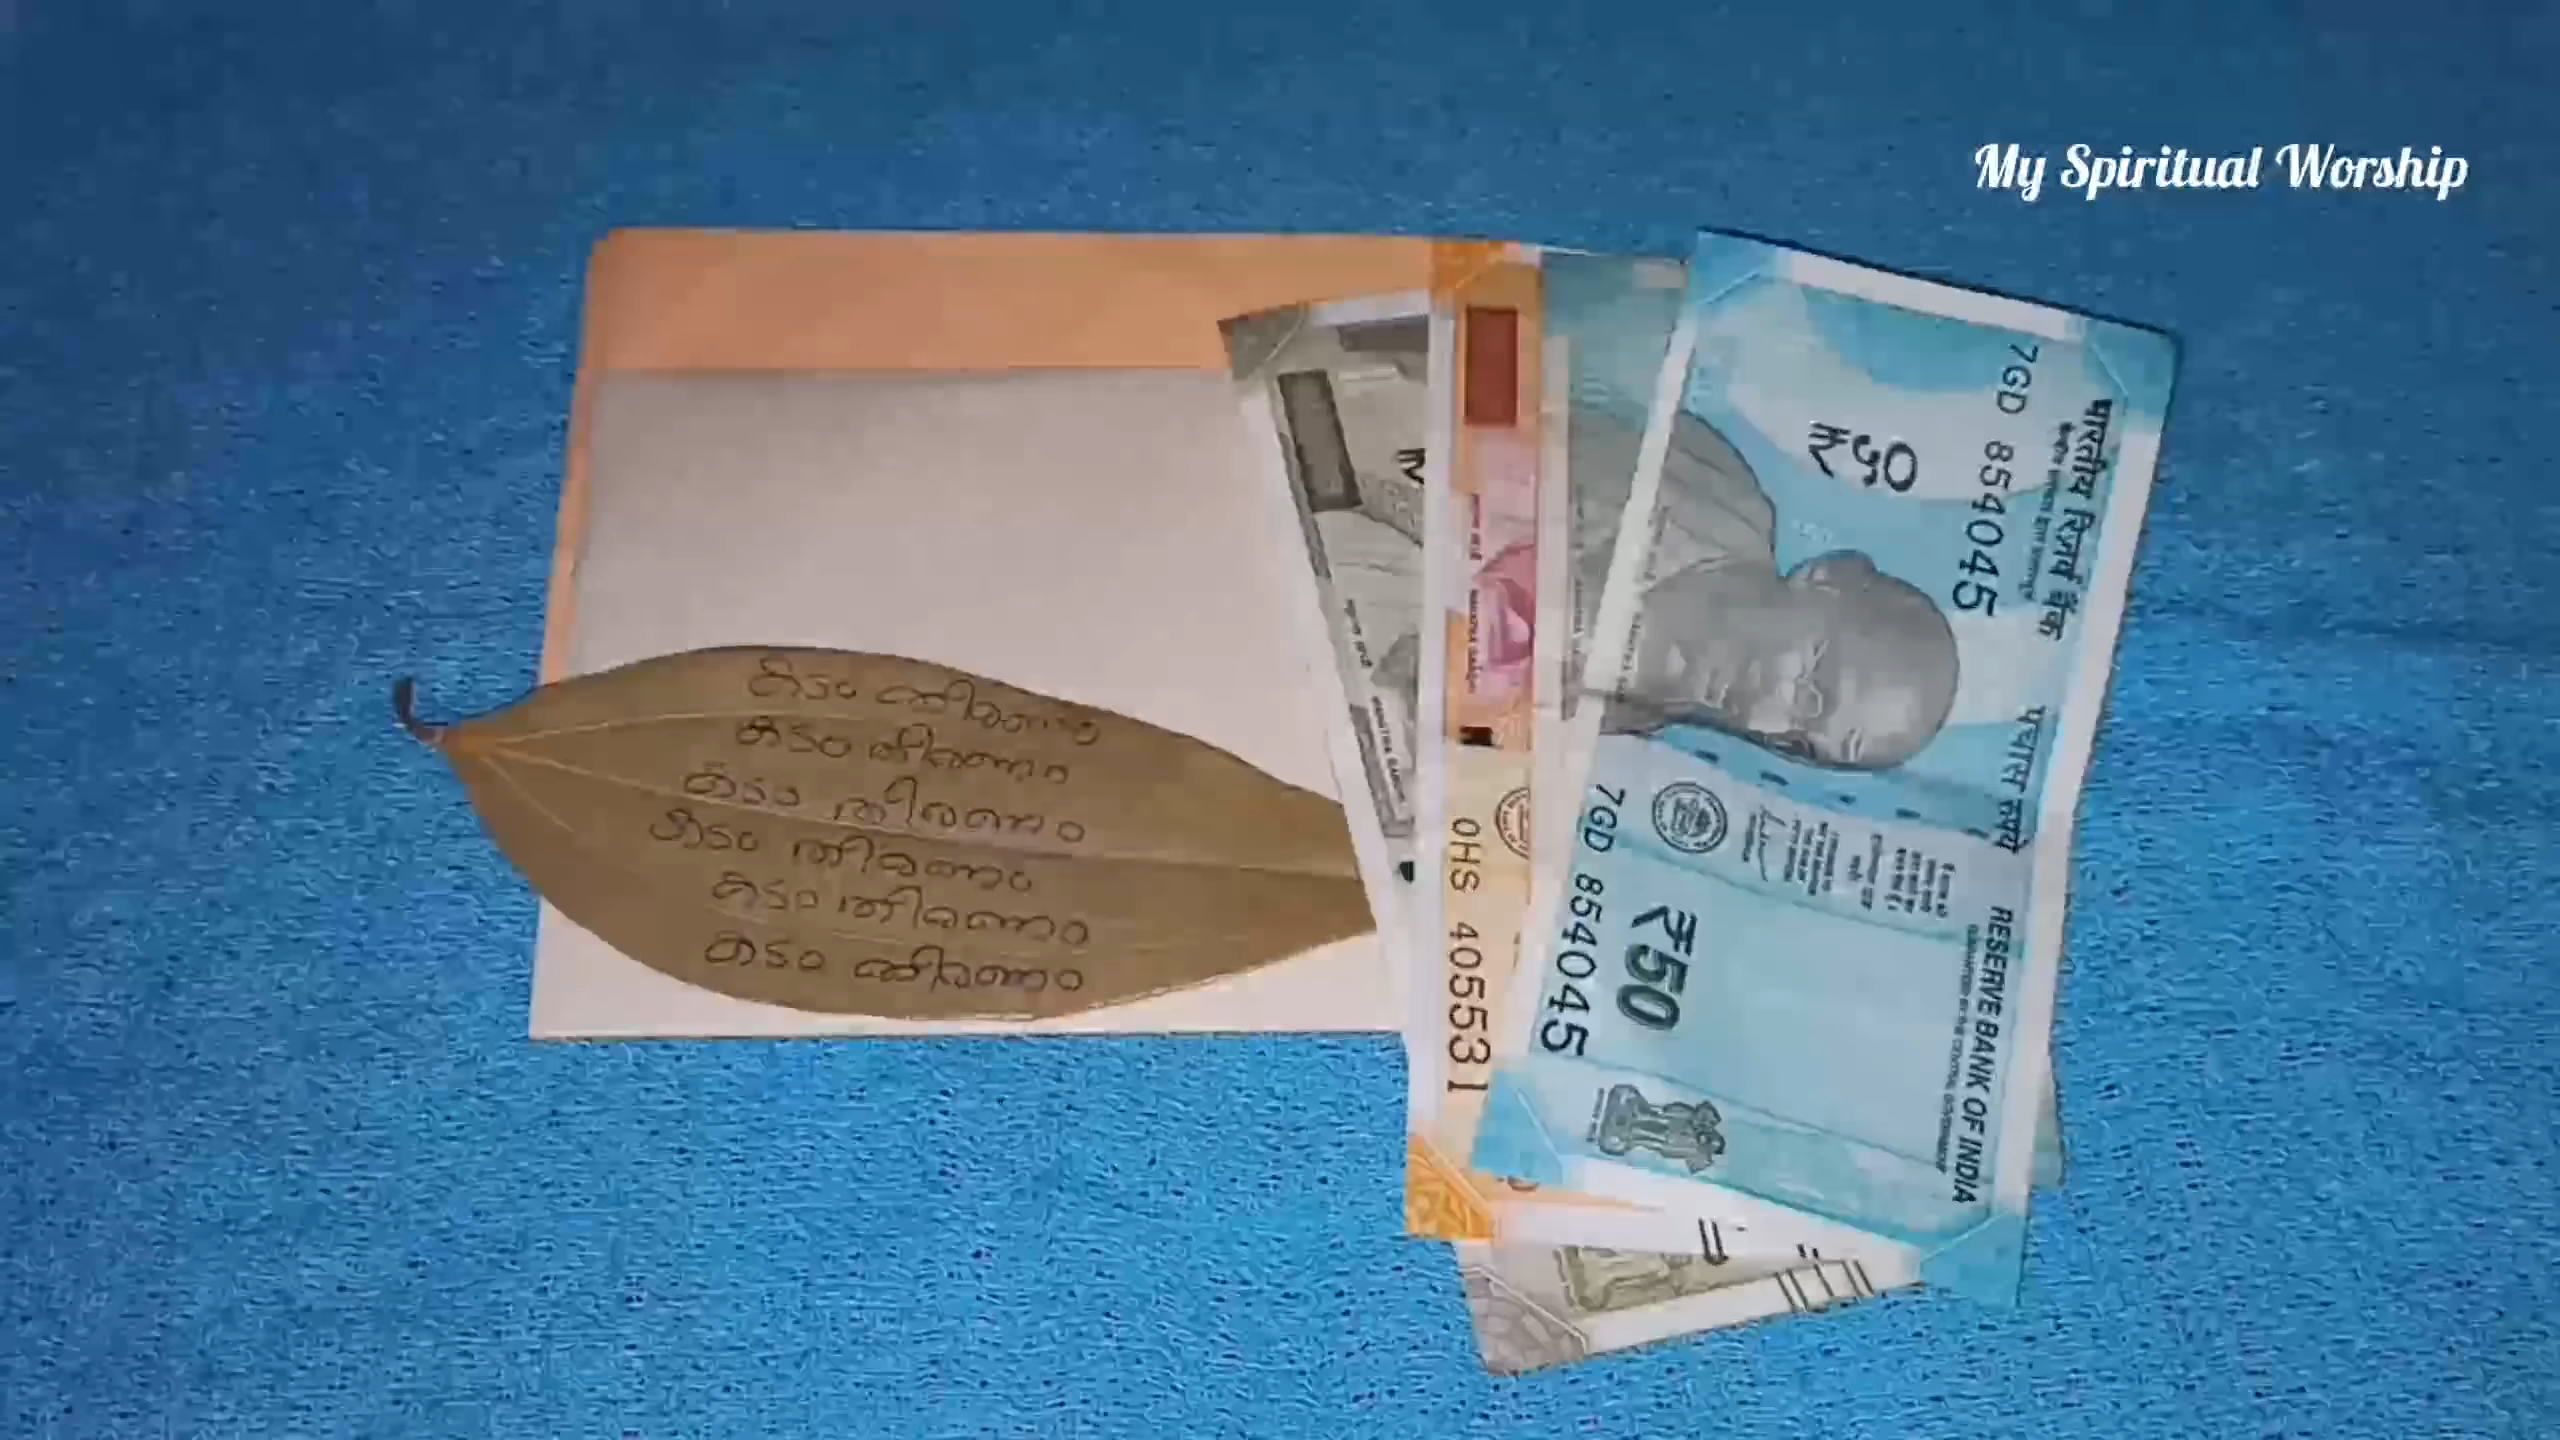 My Spiritual Worship
കടം തീരണം
കടം തീരണം
കടം തീരണം
കടം തീരണം
കടം തീരണം
കടം തീരണം
0HS 405531
7GD 854045
₹50
7GD 854045
₹ ५०
भारतीय रिज़र्व बैंक
पचास रुपये
RESERVE BANK OF INDIA